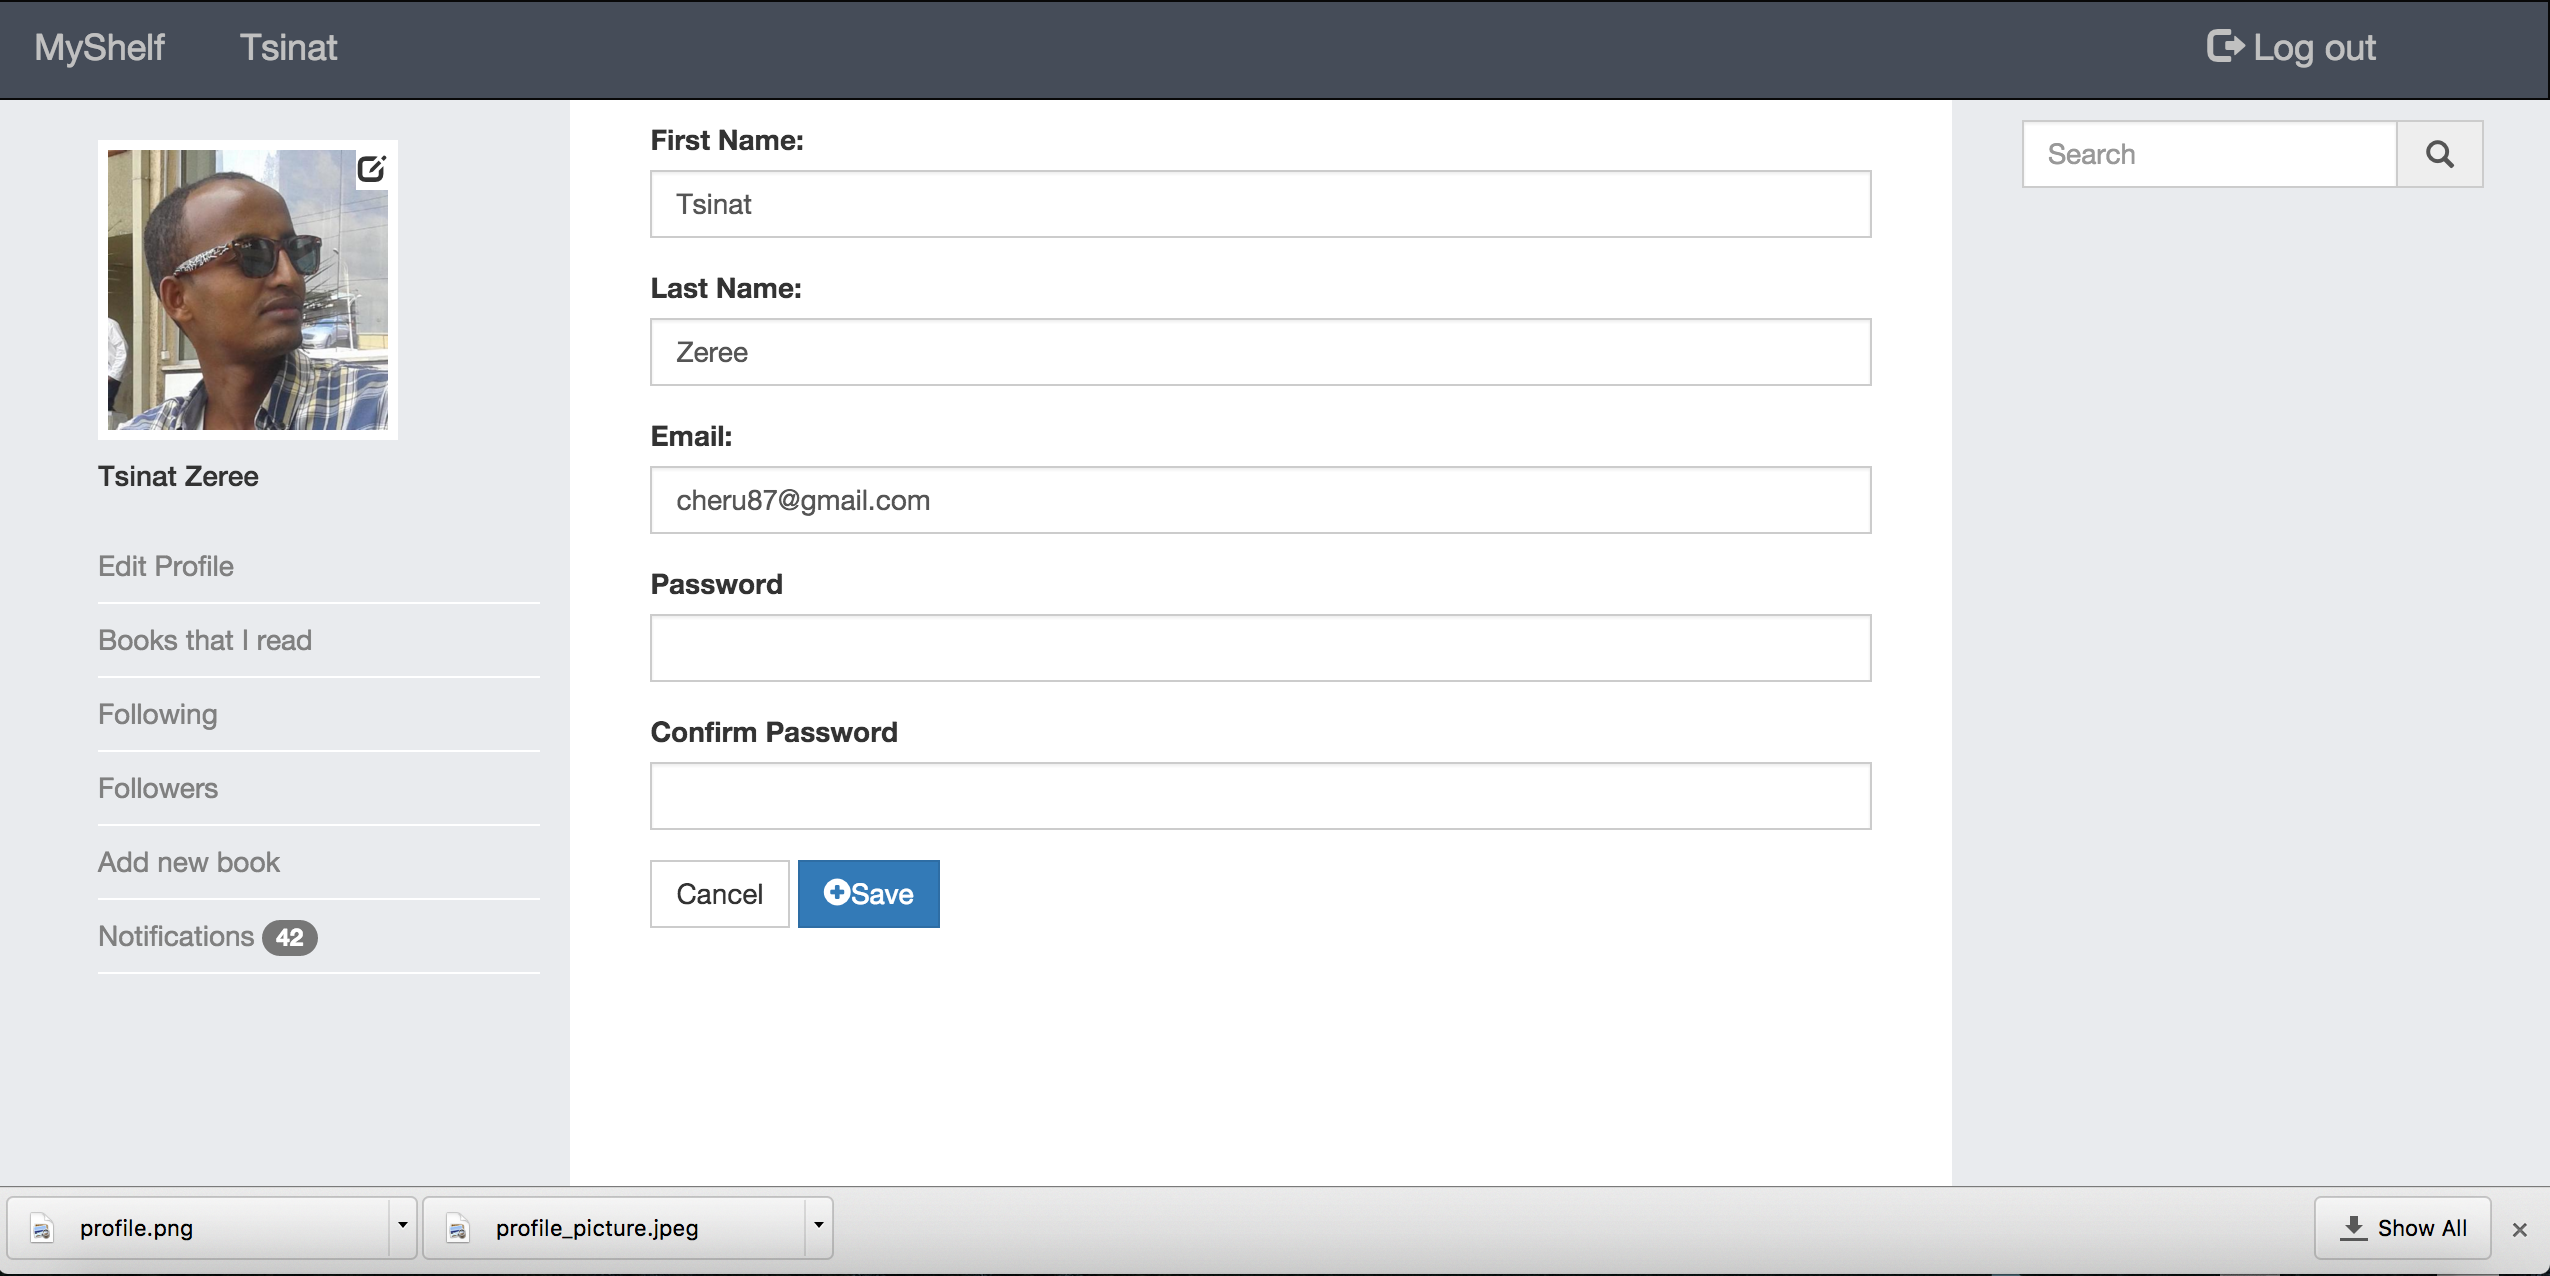 MyShelf Tsinat Log out
Tsinat Zeree
Edit Profile
Books that I read
Following
Followers
Add new book
Notifications 42
First Name:
Tsinat
Last Name:
Zeree
Email:
cheru87@gmail.com
Password
Confirm Password
Cancel Save
Search
profile.png profile_picture.jpeg Show All